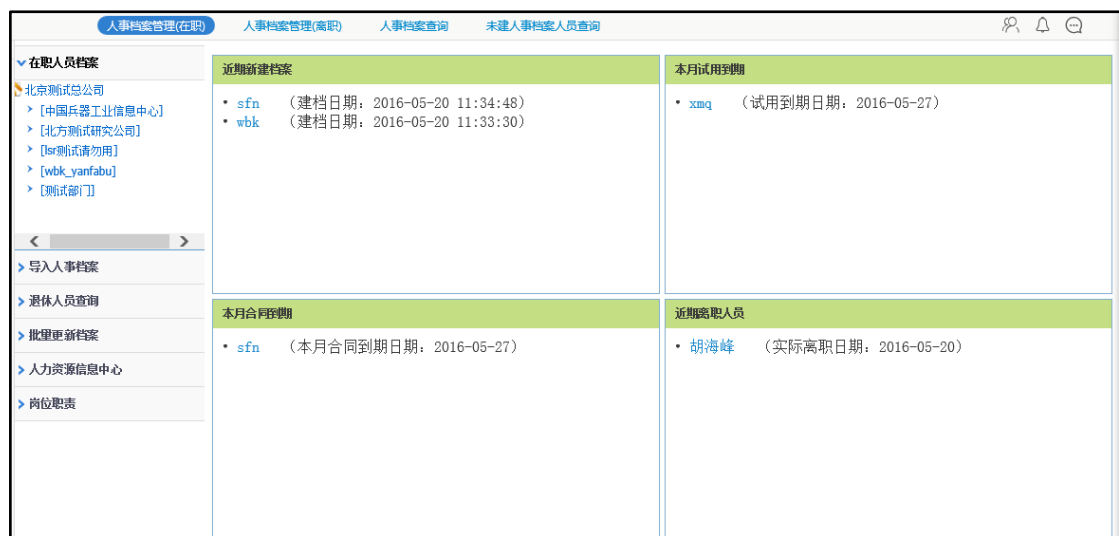 人事档案管理(在职) 人事档案管理(离职) 人事档案查询 未建人事档案人员查询
在职人员档案
北京测试总公司
[中国兵器工业信息中心]
[北方测试研究公司]
[lsr测试请勿用]
[wbk_yanfabu]
[测试部门]
导入人事档案
退休人员查询
批里更新档案
人力资源信息中心
岗位职责
近期新建档案
• sfn (建档日期: 2016-05-20 11:34:48)
• wbk (建档日期: 2016-05-20 11:33:30)
本月试用到期
• xmq (试用到期日期: 2016-05-27)
本月合同到期
• sfn (本月合同到期日期: 2016-05-27)
近期离职人员
• 胡海峰 (实际离职日期: 2016-05-20)